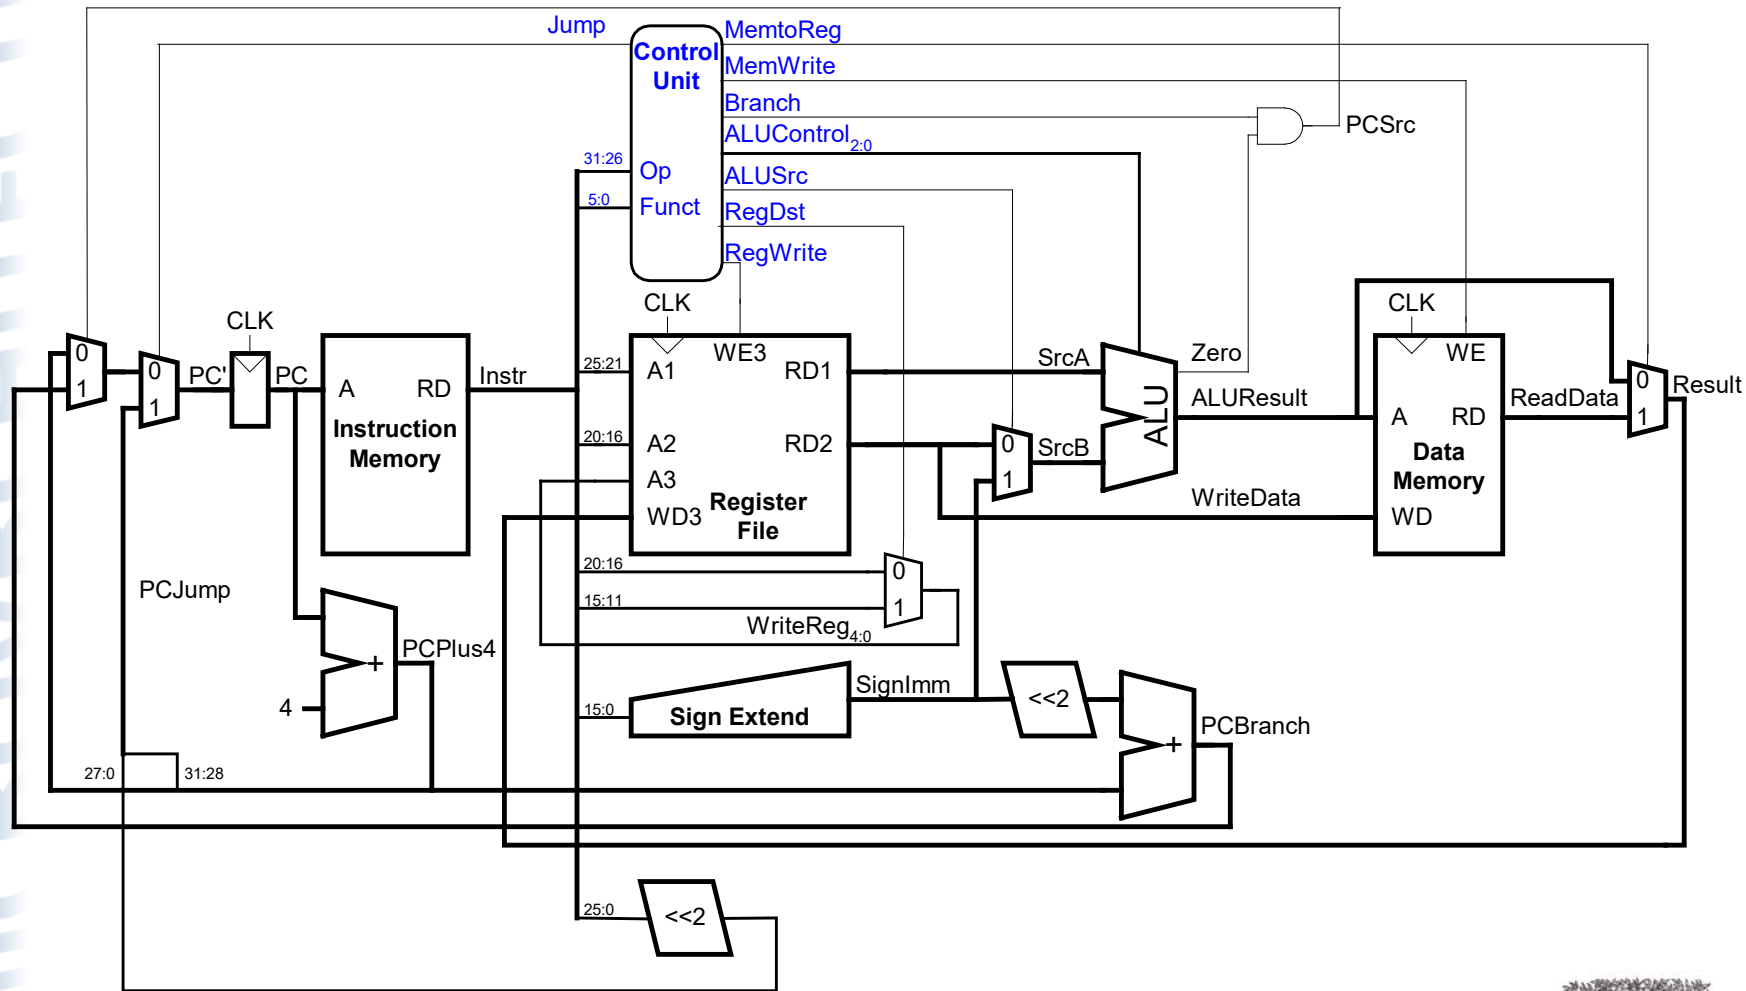 Jump
MemtoReg
Control
Unit
MemWrite
Branch
PCSrc
ALUControl2:0
31:26
Op
ALUSrc
5:0
Funct
RegDst
RegWrite
CLK
CLK
CLK
0
1
0
1
PC'
PC
A
RD
Instruction
Memory
Instr
25:21
A1
WE3
RD1
SrcA
Zero
ALU
ALUResult
WE
ReadData
0
1
Result
20:16
A2
RD2
0
1
SrcB
A
RD
Data
Memory
A3
Register
File
WD3
WriteData
WD
20:16
0
PCJump
15:11
1
WriteReg4:0
PCPlus4
+
4
15:0
Sign Extend
SignImm
<<2
PCBranch
+
27:0
31:28
25:0
<<2